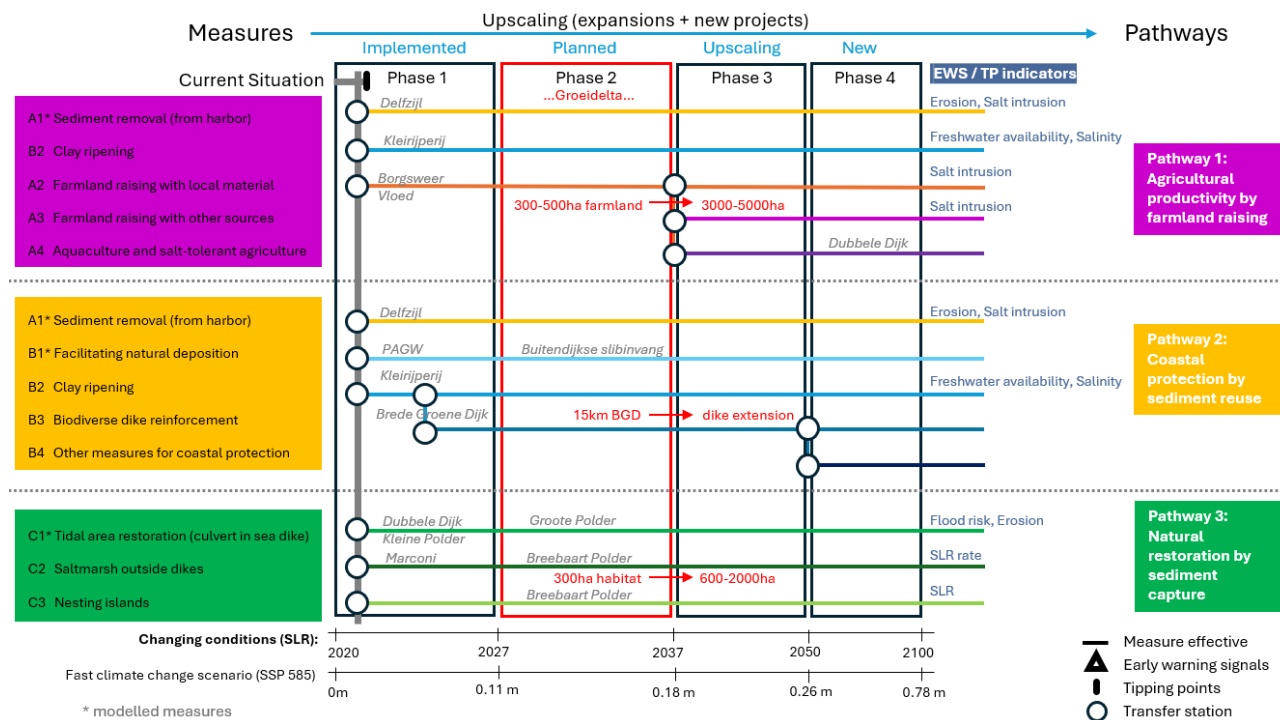 Upscaling (expansions + new projects)
Measures
Pathways
Implemented
Planned
Upscaling
New
Current Situation
Phase 1
Phase 2
Phase 3
Phase 4
EWS / TP indicators
...Groeidelta...
A1* Sediment removal (from harbor)
Delfzijl
Erosion, Salt intrusion
B2 Clay ripening
Kleirijperij
Freshwater availability, Salinity
A2 Farmland raising with local material
Borgsweer
Vloed
Salt intrusion
A3 Farmland raising with other sources
300-500ha farmland
3000-5000ha
Salt intrusion
A4 Aquaculture and salt-tolerant agriculture
Dubbele Dijk
Pathway 1:
Agricultural
productivity by
farmland raising
A1* Sediment removal (from harbor)
Delfzijl
Erosion, Salt intrusion
B1* Facilitating natural deposition
PAGW
Buitendijkse slibinvang
B2 Clay ripening
Kleirijperij
Freshwater availability, Salinity
B3 Biodiverse dike reinforcement
Brede Groene Dijk
15km BGD
dike extension
B4 Other measures for coastal protection
Pathway 2:
Coastal
protection by
sediment reuse
C1* Tidal area restoration (culvert in sea dike)
Dubbele Dijk
Kleine Polder
Groote Polder
Flood risk, Erosion
C2 Saltmarsh outside dikes
Marconi
Breebaart Polder
SLR rate
300ha habitat
600-2000ha
C3 Nesting islands
Breebaart Polder
SLR
Pathway 3:
Natural
restoration by
sediment
capture
Changing conditions (SLR):
2020
2027
2037
2050
2100
Fast climate change scenario (SSP 585)
0m
0.11 m
0.18 m
0.26 m
0.78 m
* modelled measures
Measure effective
Early warning signals
Tipping points
Transfer station